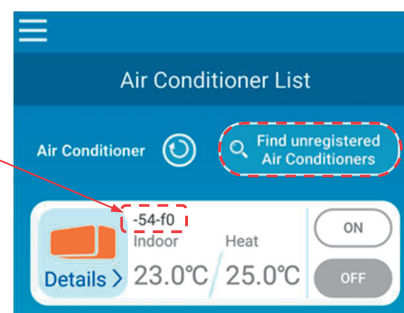 Air Conditioner List
Air Conditioner
Find unregistered
Air Conditioners
-54-f0
Indoor Heat
ON
Details > 23.0℃ 25.0℃
OFF